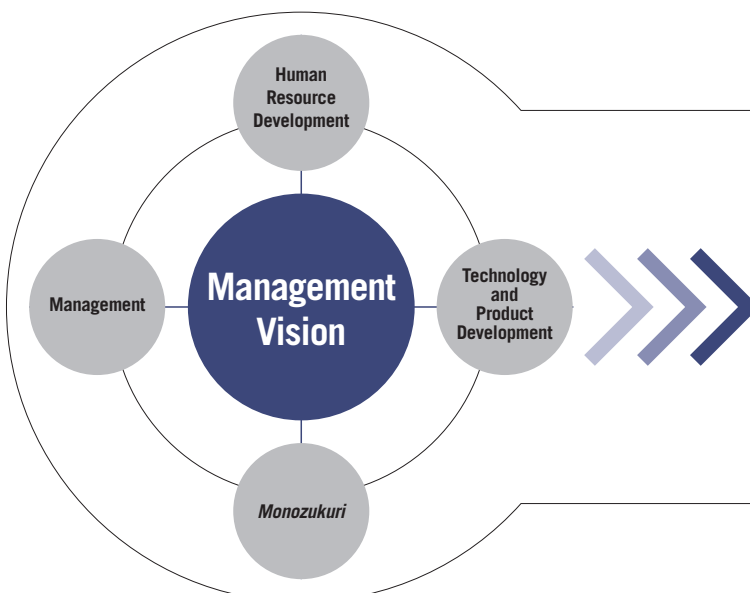 Human
Resource
Development
Management
Management
Vision
Technology
and
Product
Development
Monozukuri